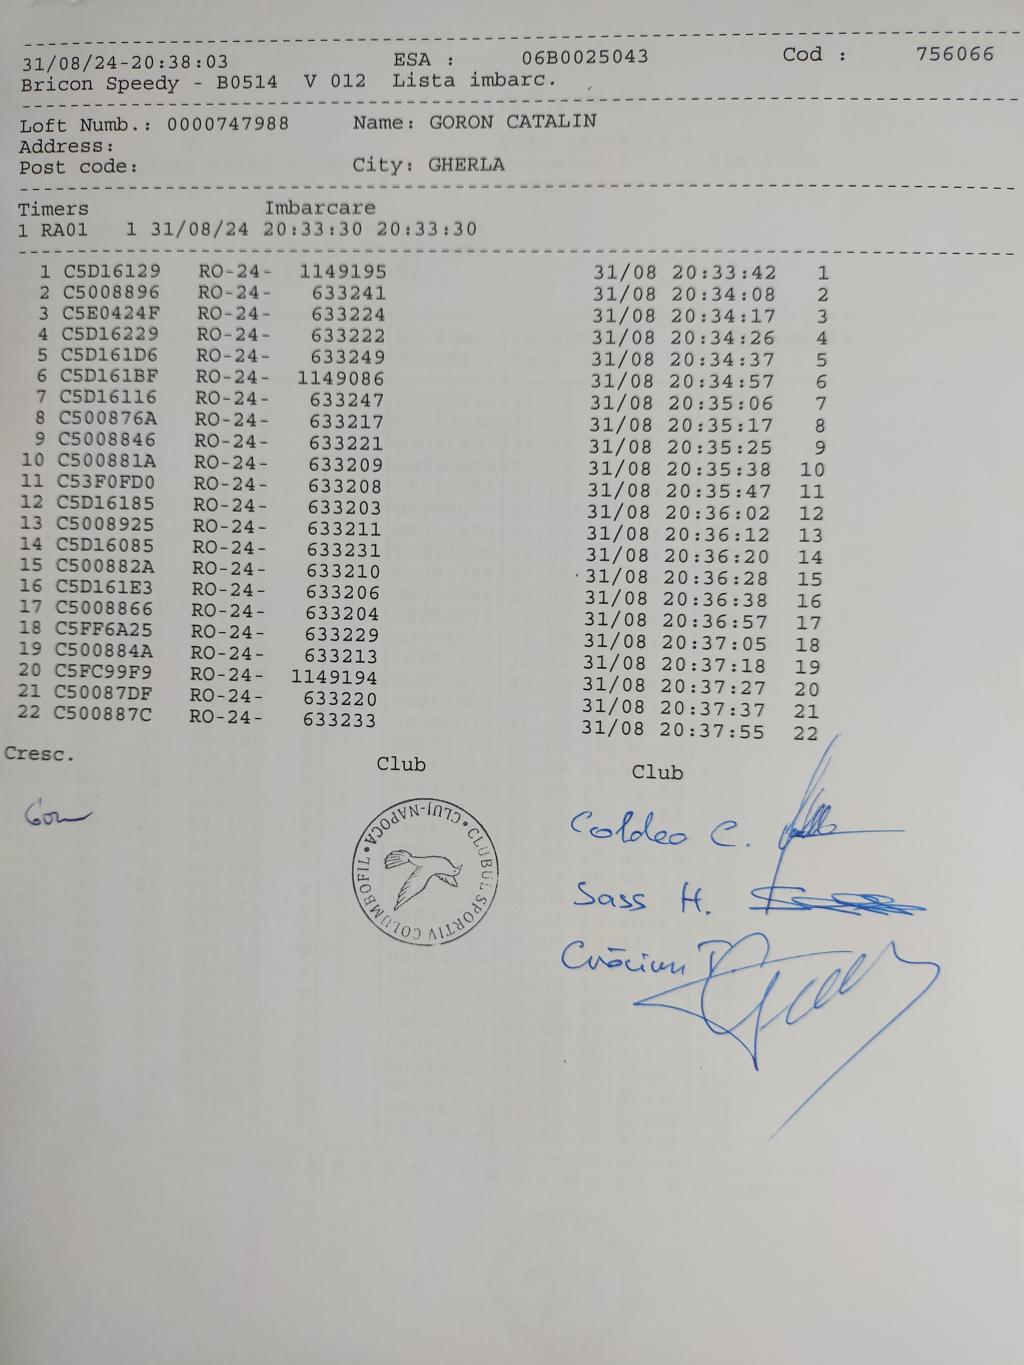 31/08/24-20:38:03 ESA : 06B0025043 Cod : 756066
Bricon Speedy - B0514 V 012 Lista imbarc.
Loft Numb.: 0000747988 Name: GORON CATALIN
Address:
Post code: City: GHERLA
Timers Imbarcare
1 RA01 1 31/08/24 20:33:30 20:33:30
1 C5D16129 RO-24- 1149195 31/08 20:33:42 1
2 C5008896 RO-24- 633241 31/08 20:34:08 2
3 C5E0424F RO-24- 633224 31/08 20:34:17 3
4 C5D16229 RO-24- 633222 31/08 20:34:26 4
5 C5D161D6 RO-24- 633249 31/08 20:34:37 5
6 C5D161BF RO-24- 1149086 31/08 20:34:57 6
7 C5D16116 RO-24- 633247 31/08 20:35:06 7
8 C500876A RO-24- 633217 31/08 20:35:17 8
9 C5008846 RO-24- 633221 31/08 20:35:25 9
10 C500881A RO-24- 633209 31/08 20:35:38 10
11 C53F0FD0 RO-24- 633208 31/08 20:35:47 11
12 C5D16185 RO-24- 633203 31/08 20:36:02 12
13 C5008925 RO-24- 633211 31/08 20:36:12 13
14 C5D16085 RO-24- 633231 31/08 20:36:20 14
15 C500882A RO-24- 633210 31/08 20:36:28 15
16 C5D161E3 RO-24- 633206 31/08 20:36:38 16
17 C5008866 RO-24- 633204 31/08 20:36:57 17
18 C5FF6A25 RO-24- 633229 31/08 20:37:05 18
19 C500884A RO-24- 633213 31/08 20:37:18 19
20 C5FC99F9 RO-24- 1149194 31/08 20:37:27 20
21 C50087DF RO-24- 633220 31/08 20:37:37 21
22 C500887C RO-24- 633233 31/08 20:37:55 22
Cresc. Club Club
CLUBUL SPORTIV COLUMBOFIL • CLUJ-NAPOCA •
Coldea C.
Sass H.